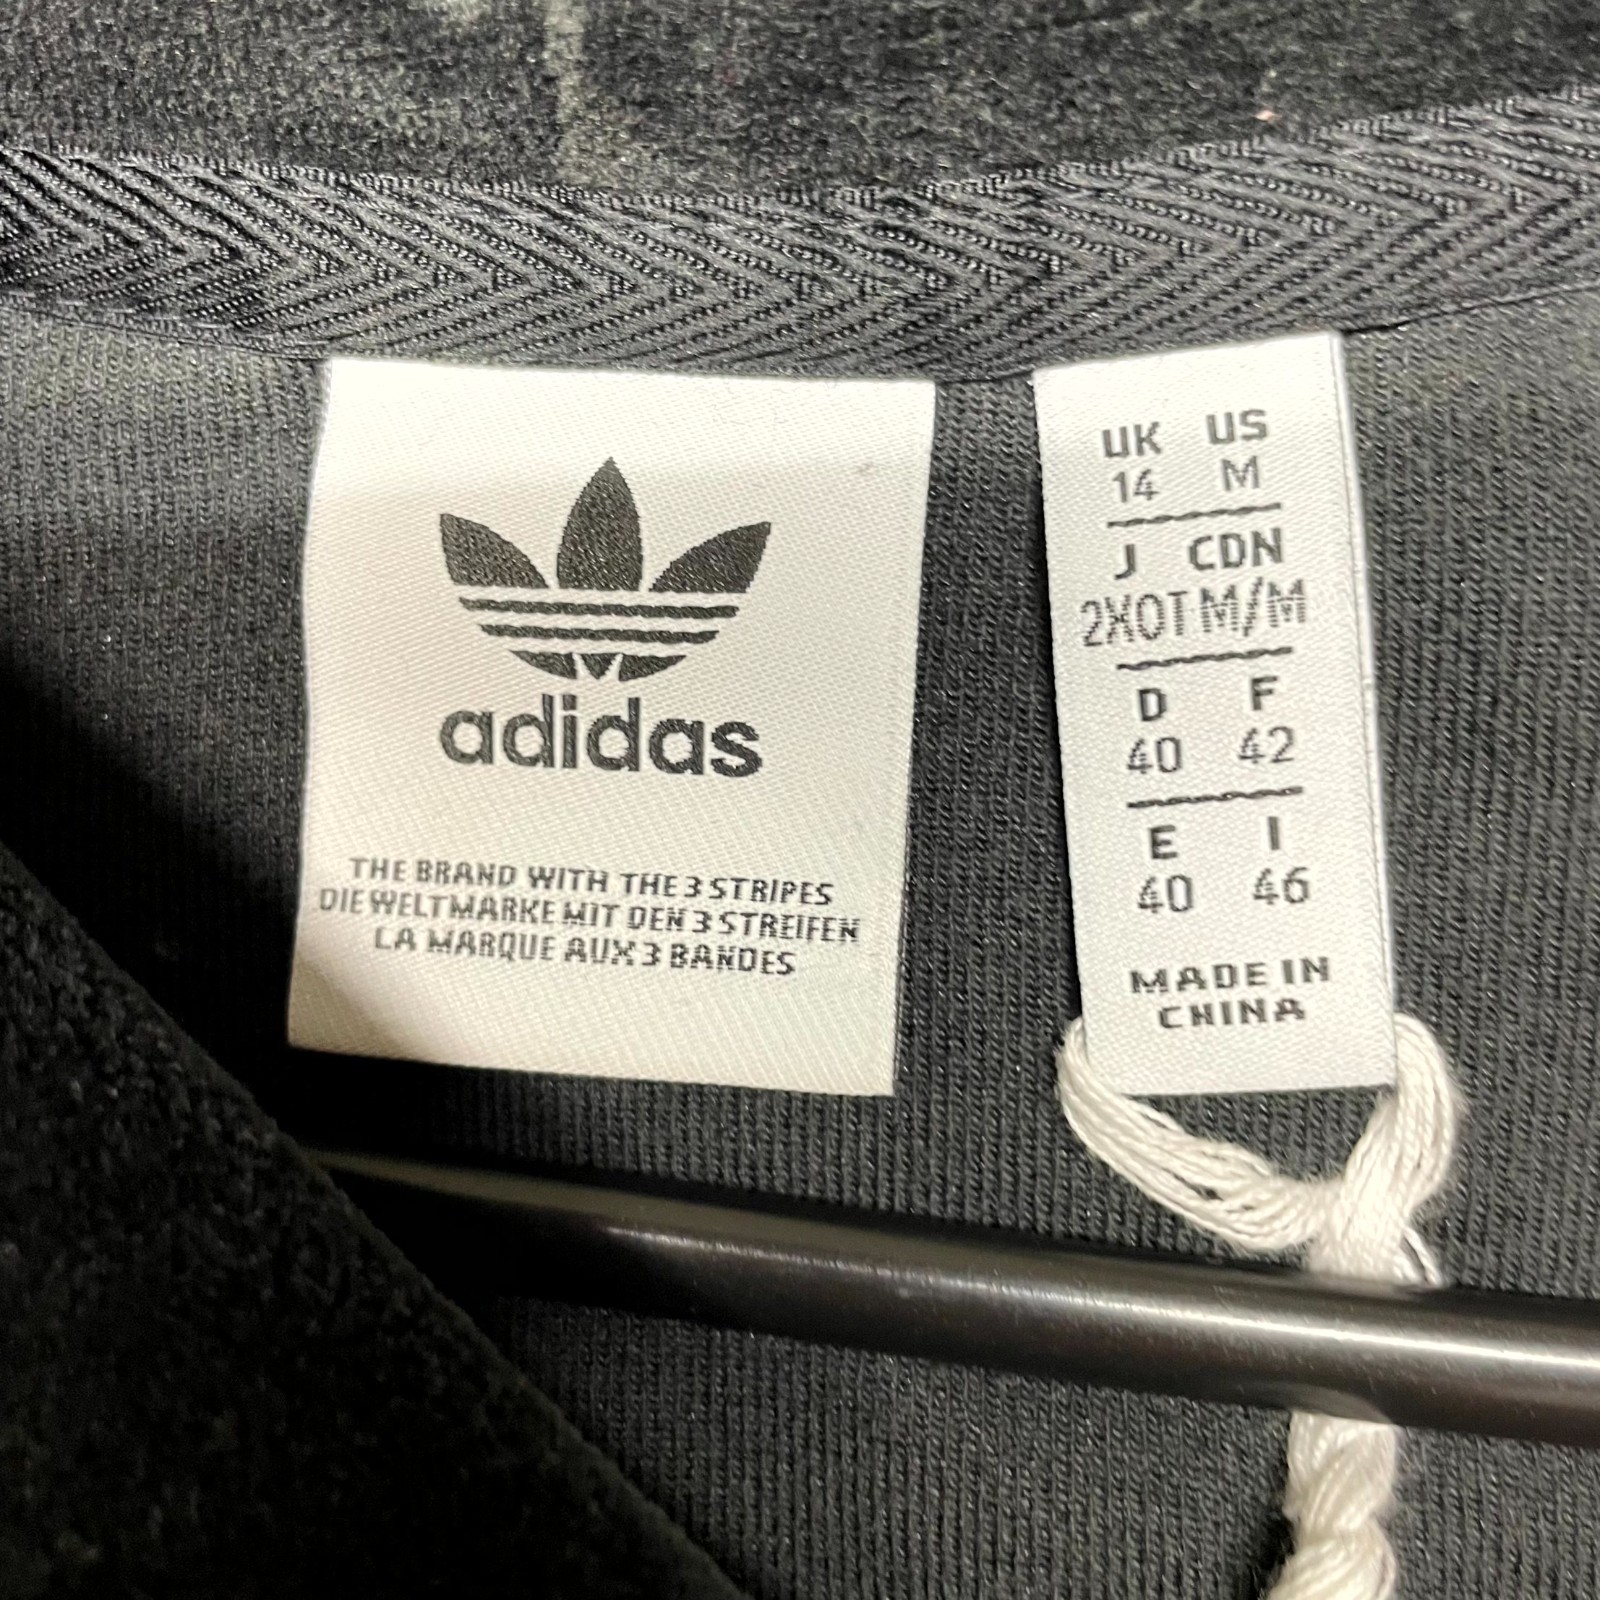 adidas
THE BRAND WITH THE 3 STRIPES
DIE WELTMARKE MIT DEN 3 STREIFEN
LA MARQUE AUX 3 BANDES
UK US
14 M
J CDN
2XOT M/M
D F
40 42
E I
40 46
MADE IN
CHINA